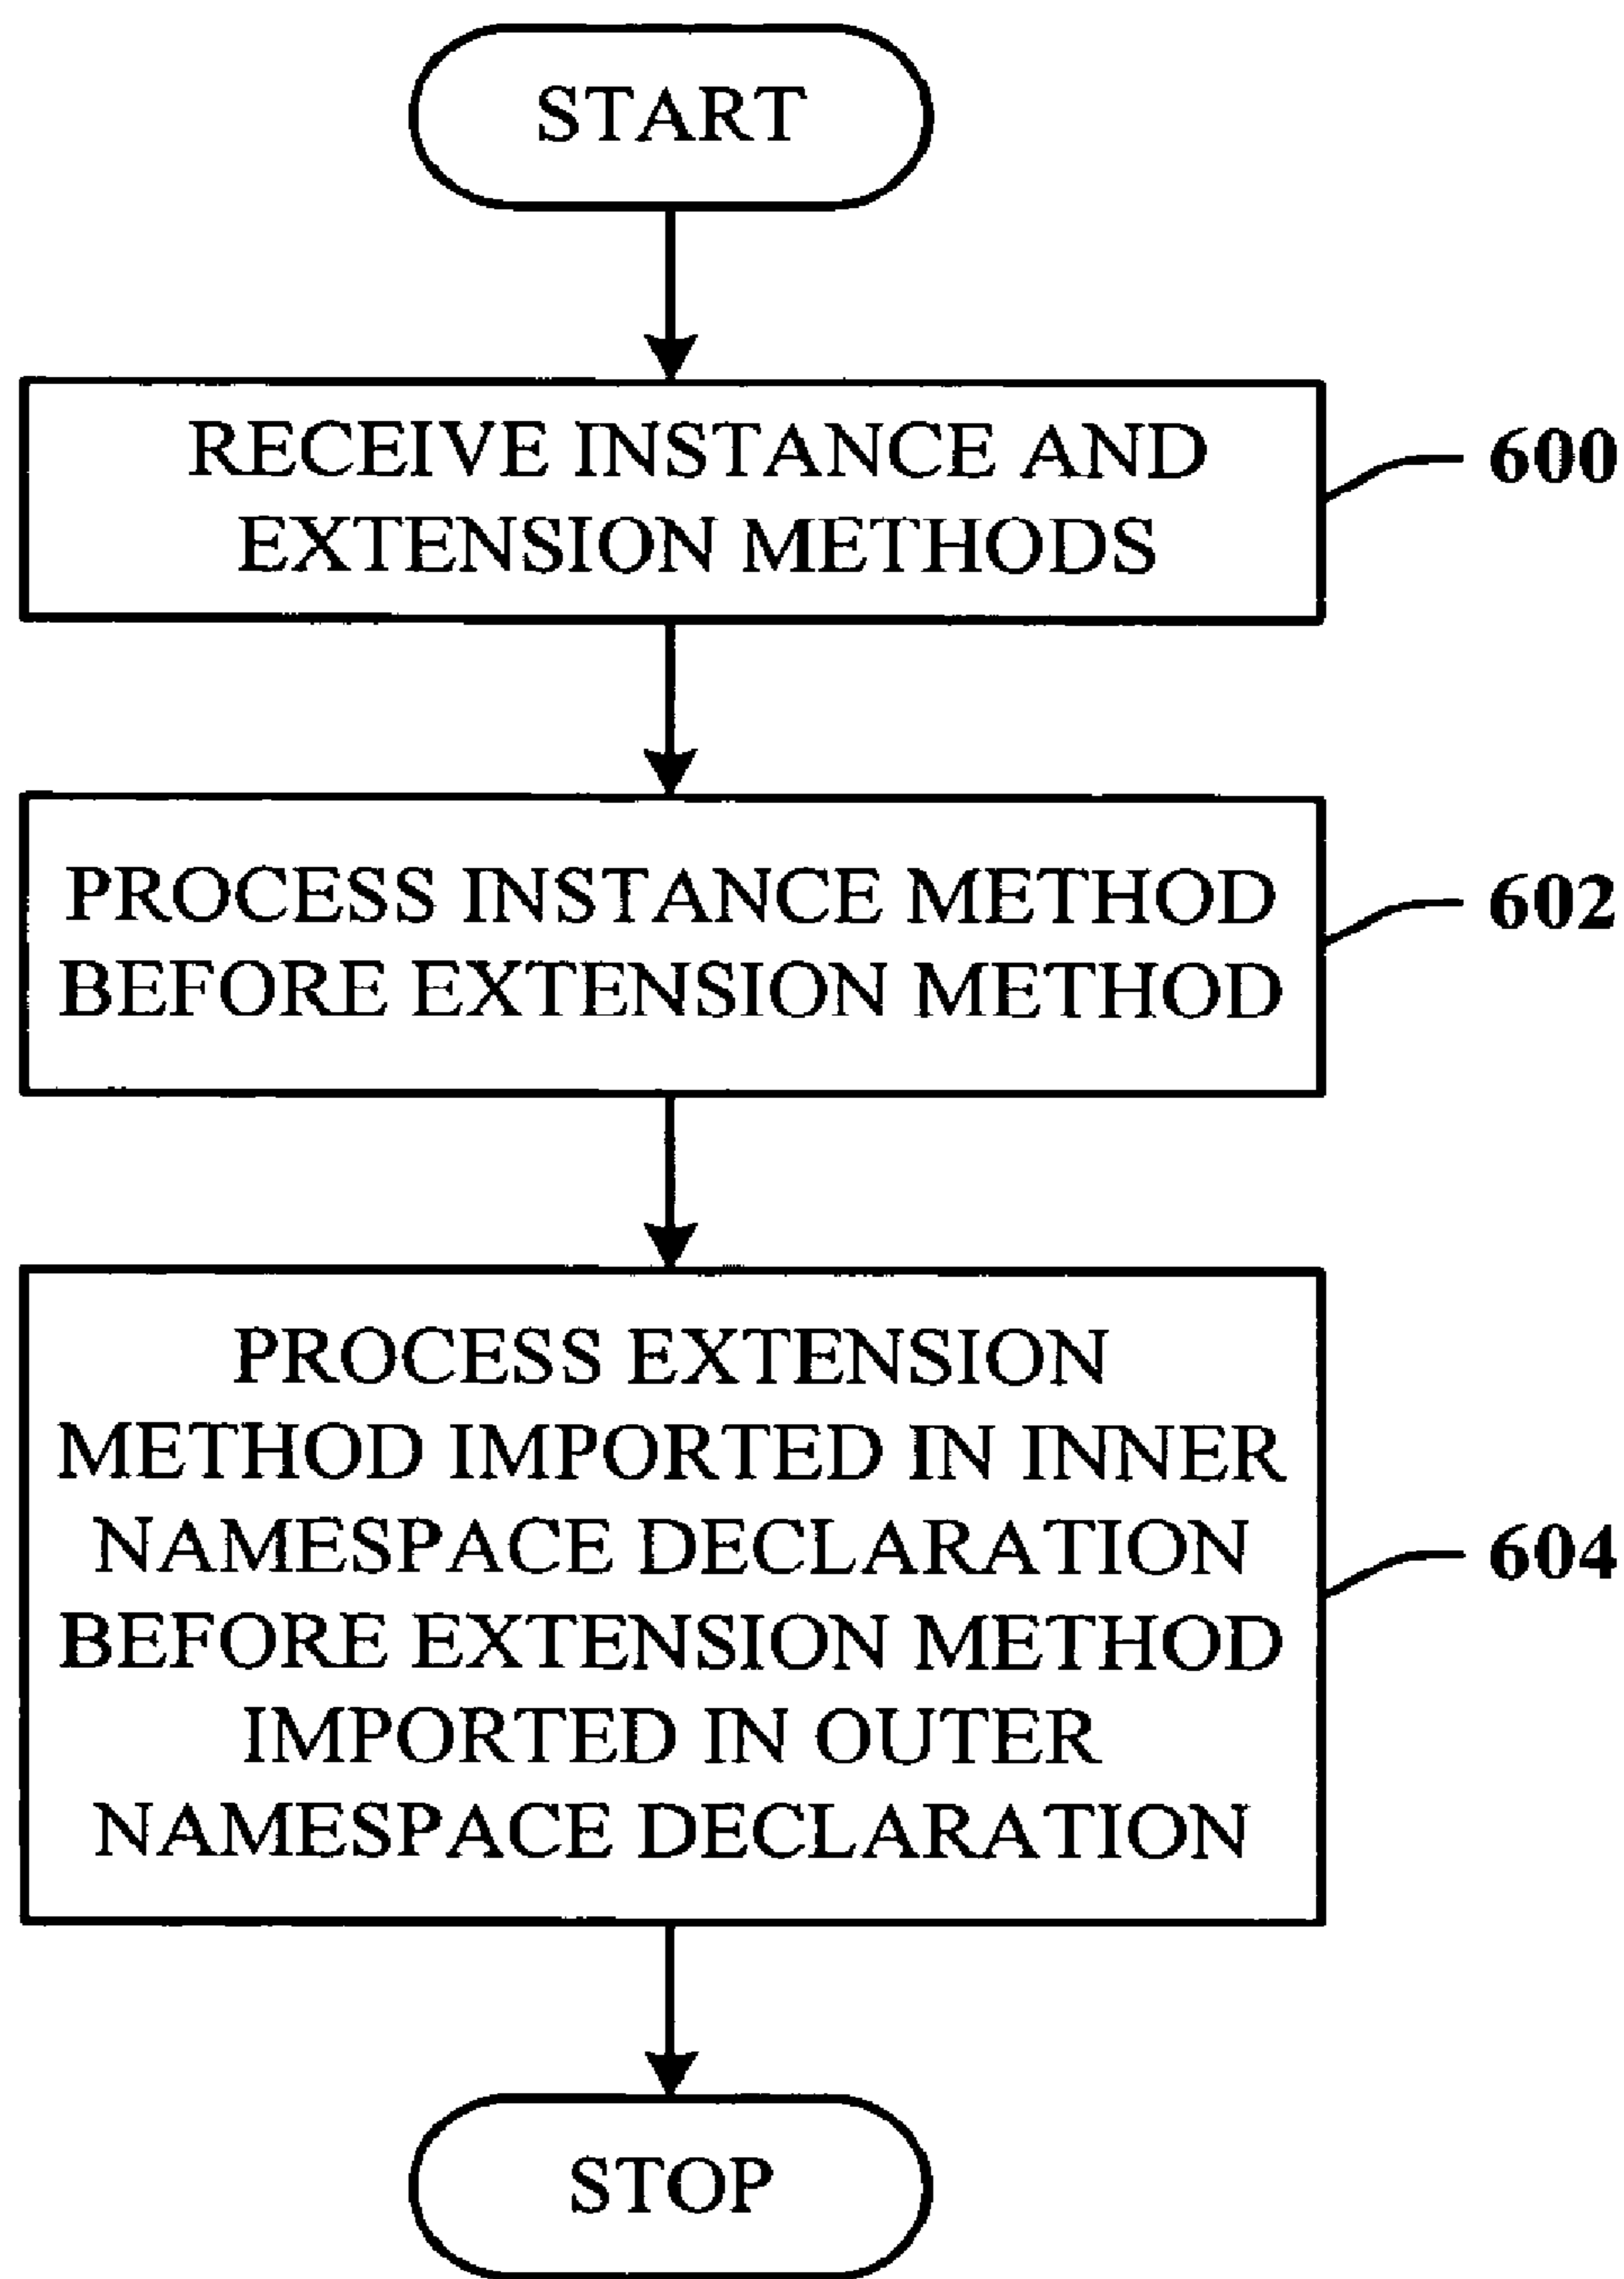 START
RECEIVE INSTANCE AND
EXTENSION METHODS
600
PROCESS INSTANCE METHOD
BEFORE EXTENSION METHOD
602
PROCESS EXTENSION
METHOD IMPORTED IN INNER
NAMESPACE DECLARATION
BEFORE EXTENSION METHOD
IMPORTED IN OUTER
NAMESPACE DECLARATION
604
STOP